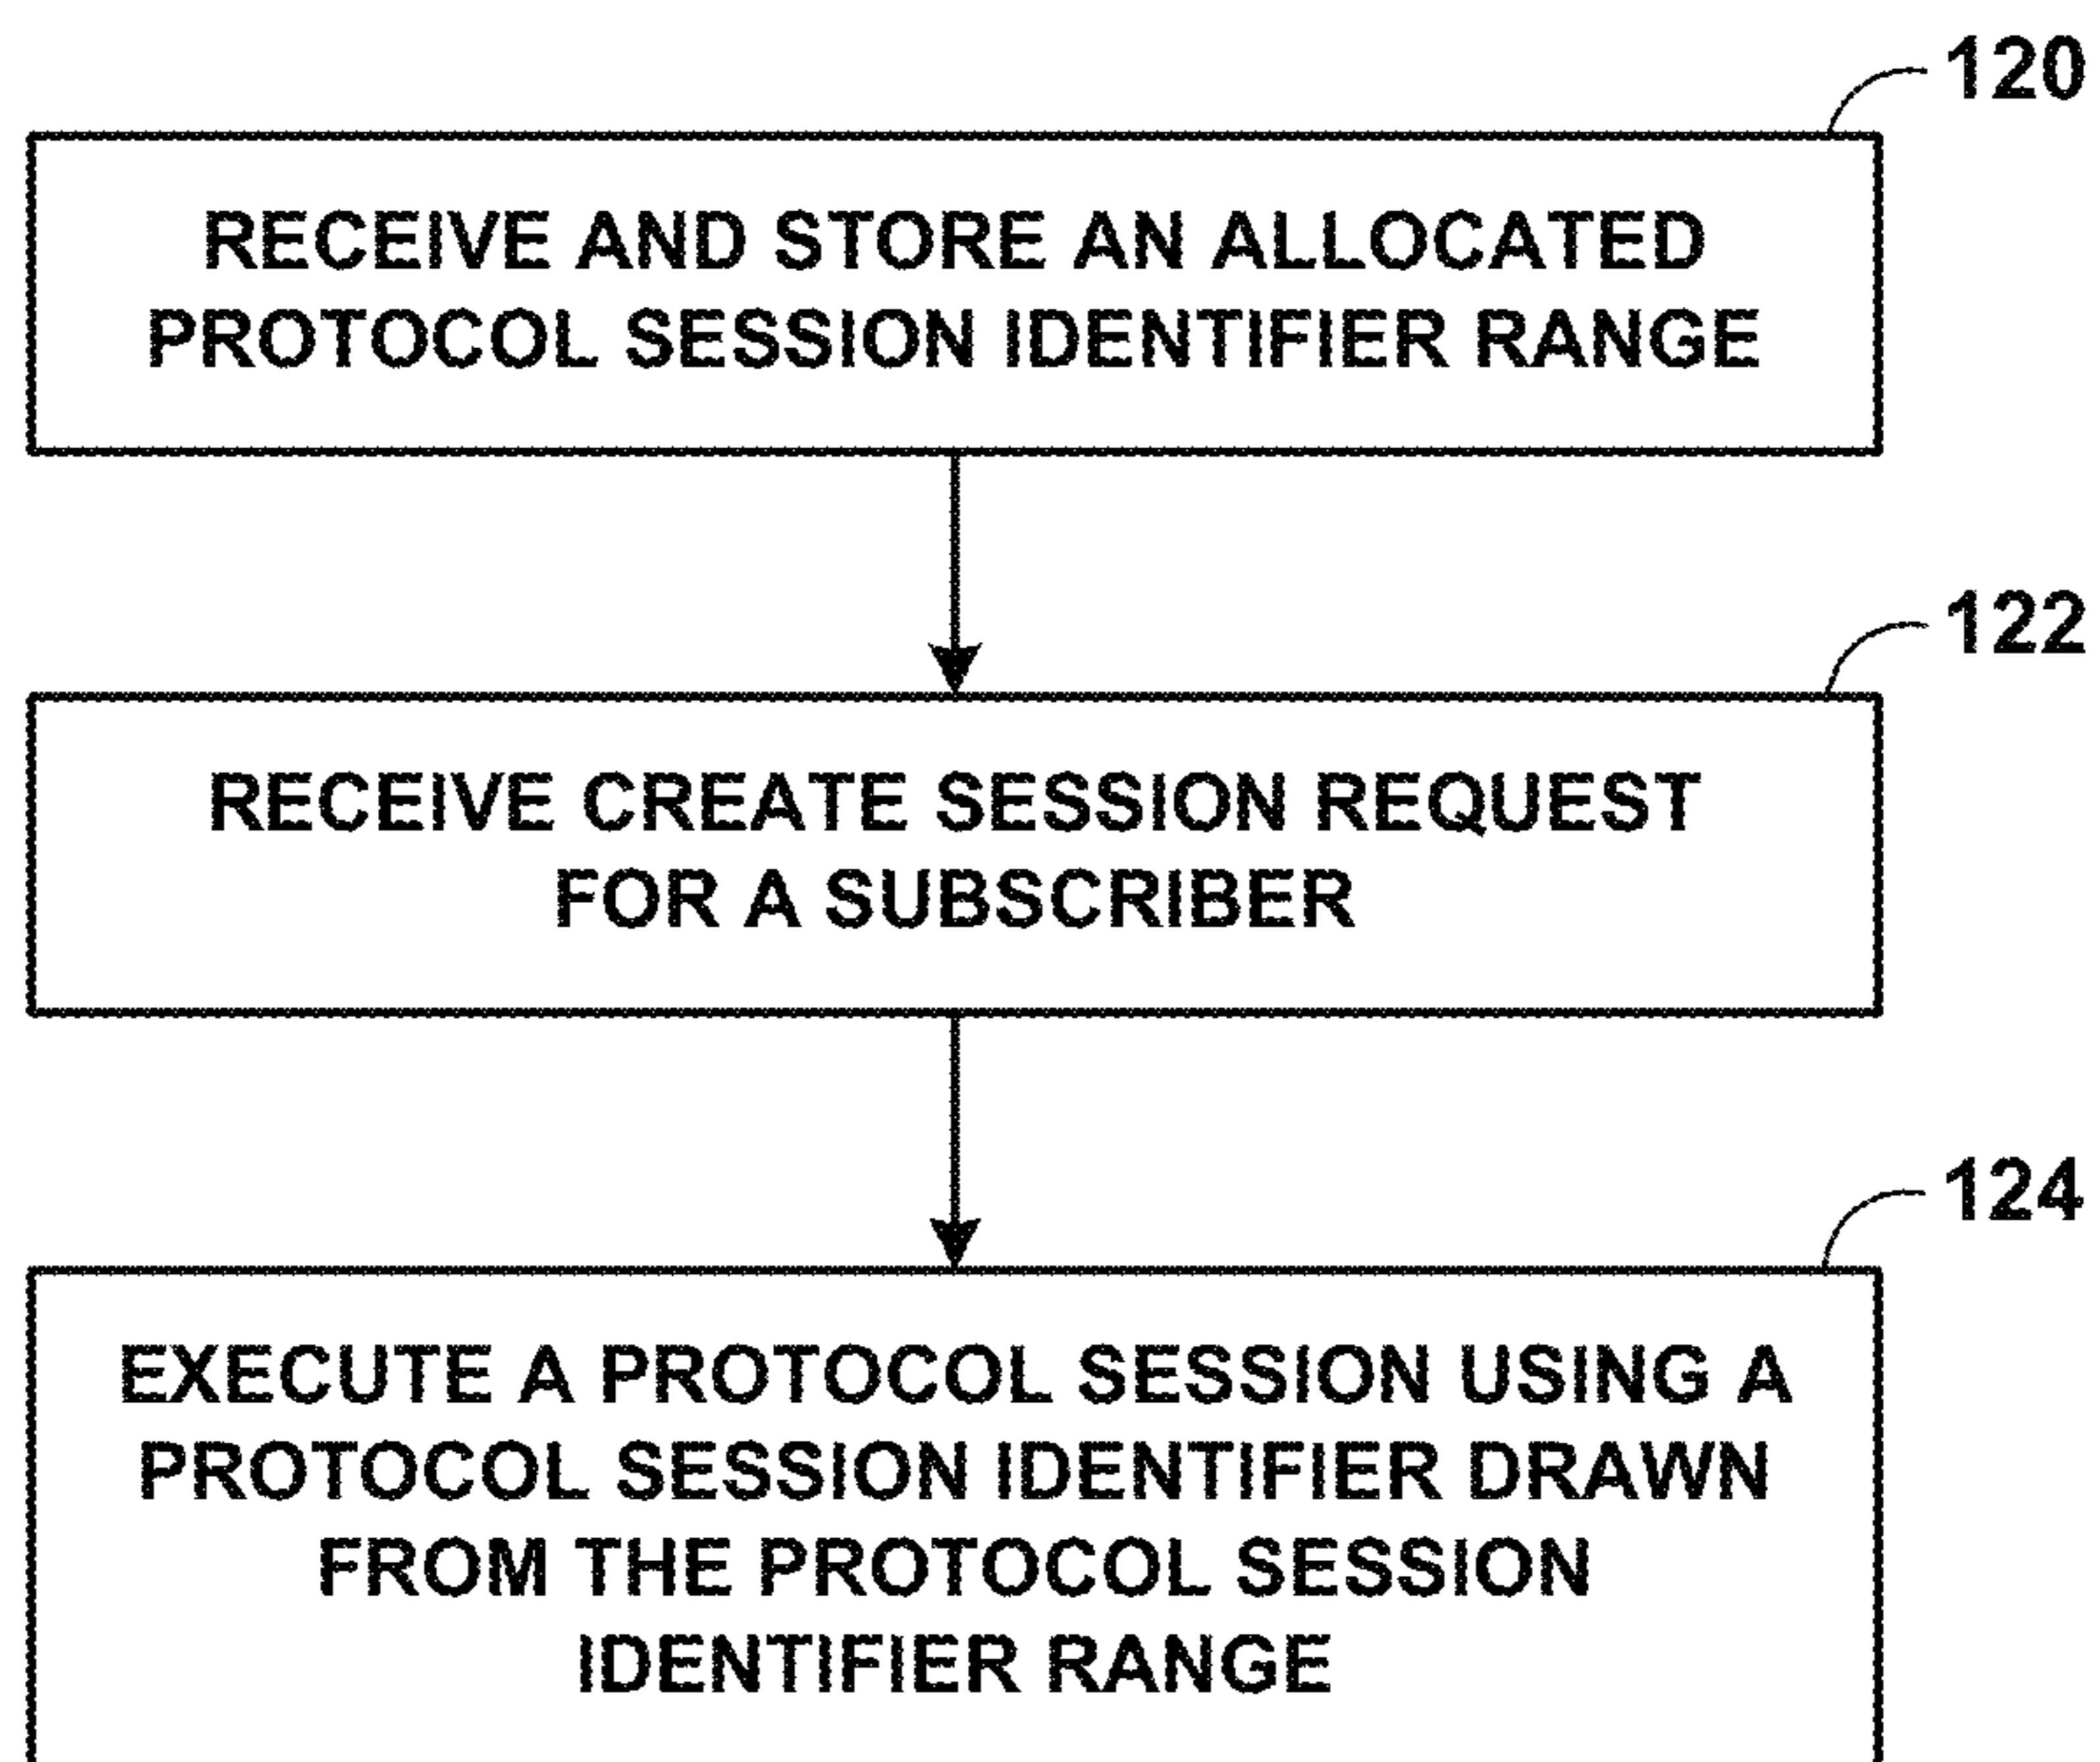 120
RECEIVE AND STORE AN ALLOCATED
PROTOCOL SESSION IDENTIFIER RANGE
122
RECEIVE CREATE SESSION REQUEST
FOR A SUBSCRIBER
124
EXECUTE A PROTOCOL SESSION USING A
PROTOCOL SESSION IDENTIFIER DRAWN
FROM THE PROTOCOL SESSION
IDENTIFIER RANGE